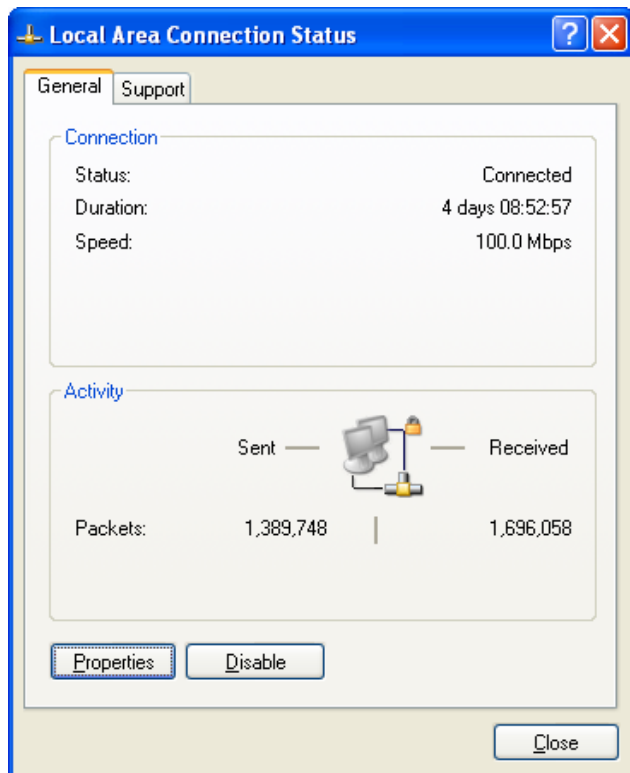 Local Area Connection Status
General Support
Connection
Status: Connected
Duration: 4 days 08:52:57
Speed: 100.0 Mbps
Activity
Sent Received
Packets: 1,389,748 1,696,058
Properties Disable
Close